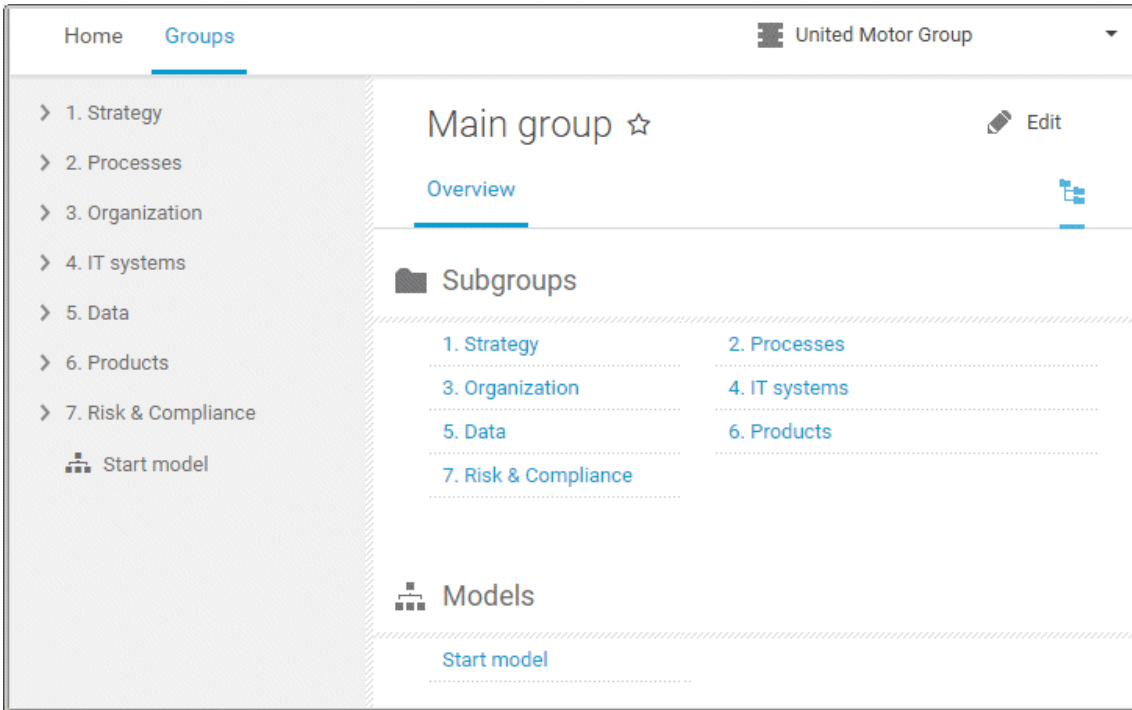 Home Groups United Motor Group
1. Strategy
2. Processes
3. Organization
4. IT systems
5. Data
6. Products
7. Risk & Compliance
Start model
Main group Edit
Overview
Subgroups
1. Strategy 2. Processes
3. Organization 4. IT systems
5. Data 6. Products
7. Risk & Compliance
Models
Start model